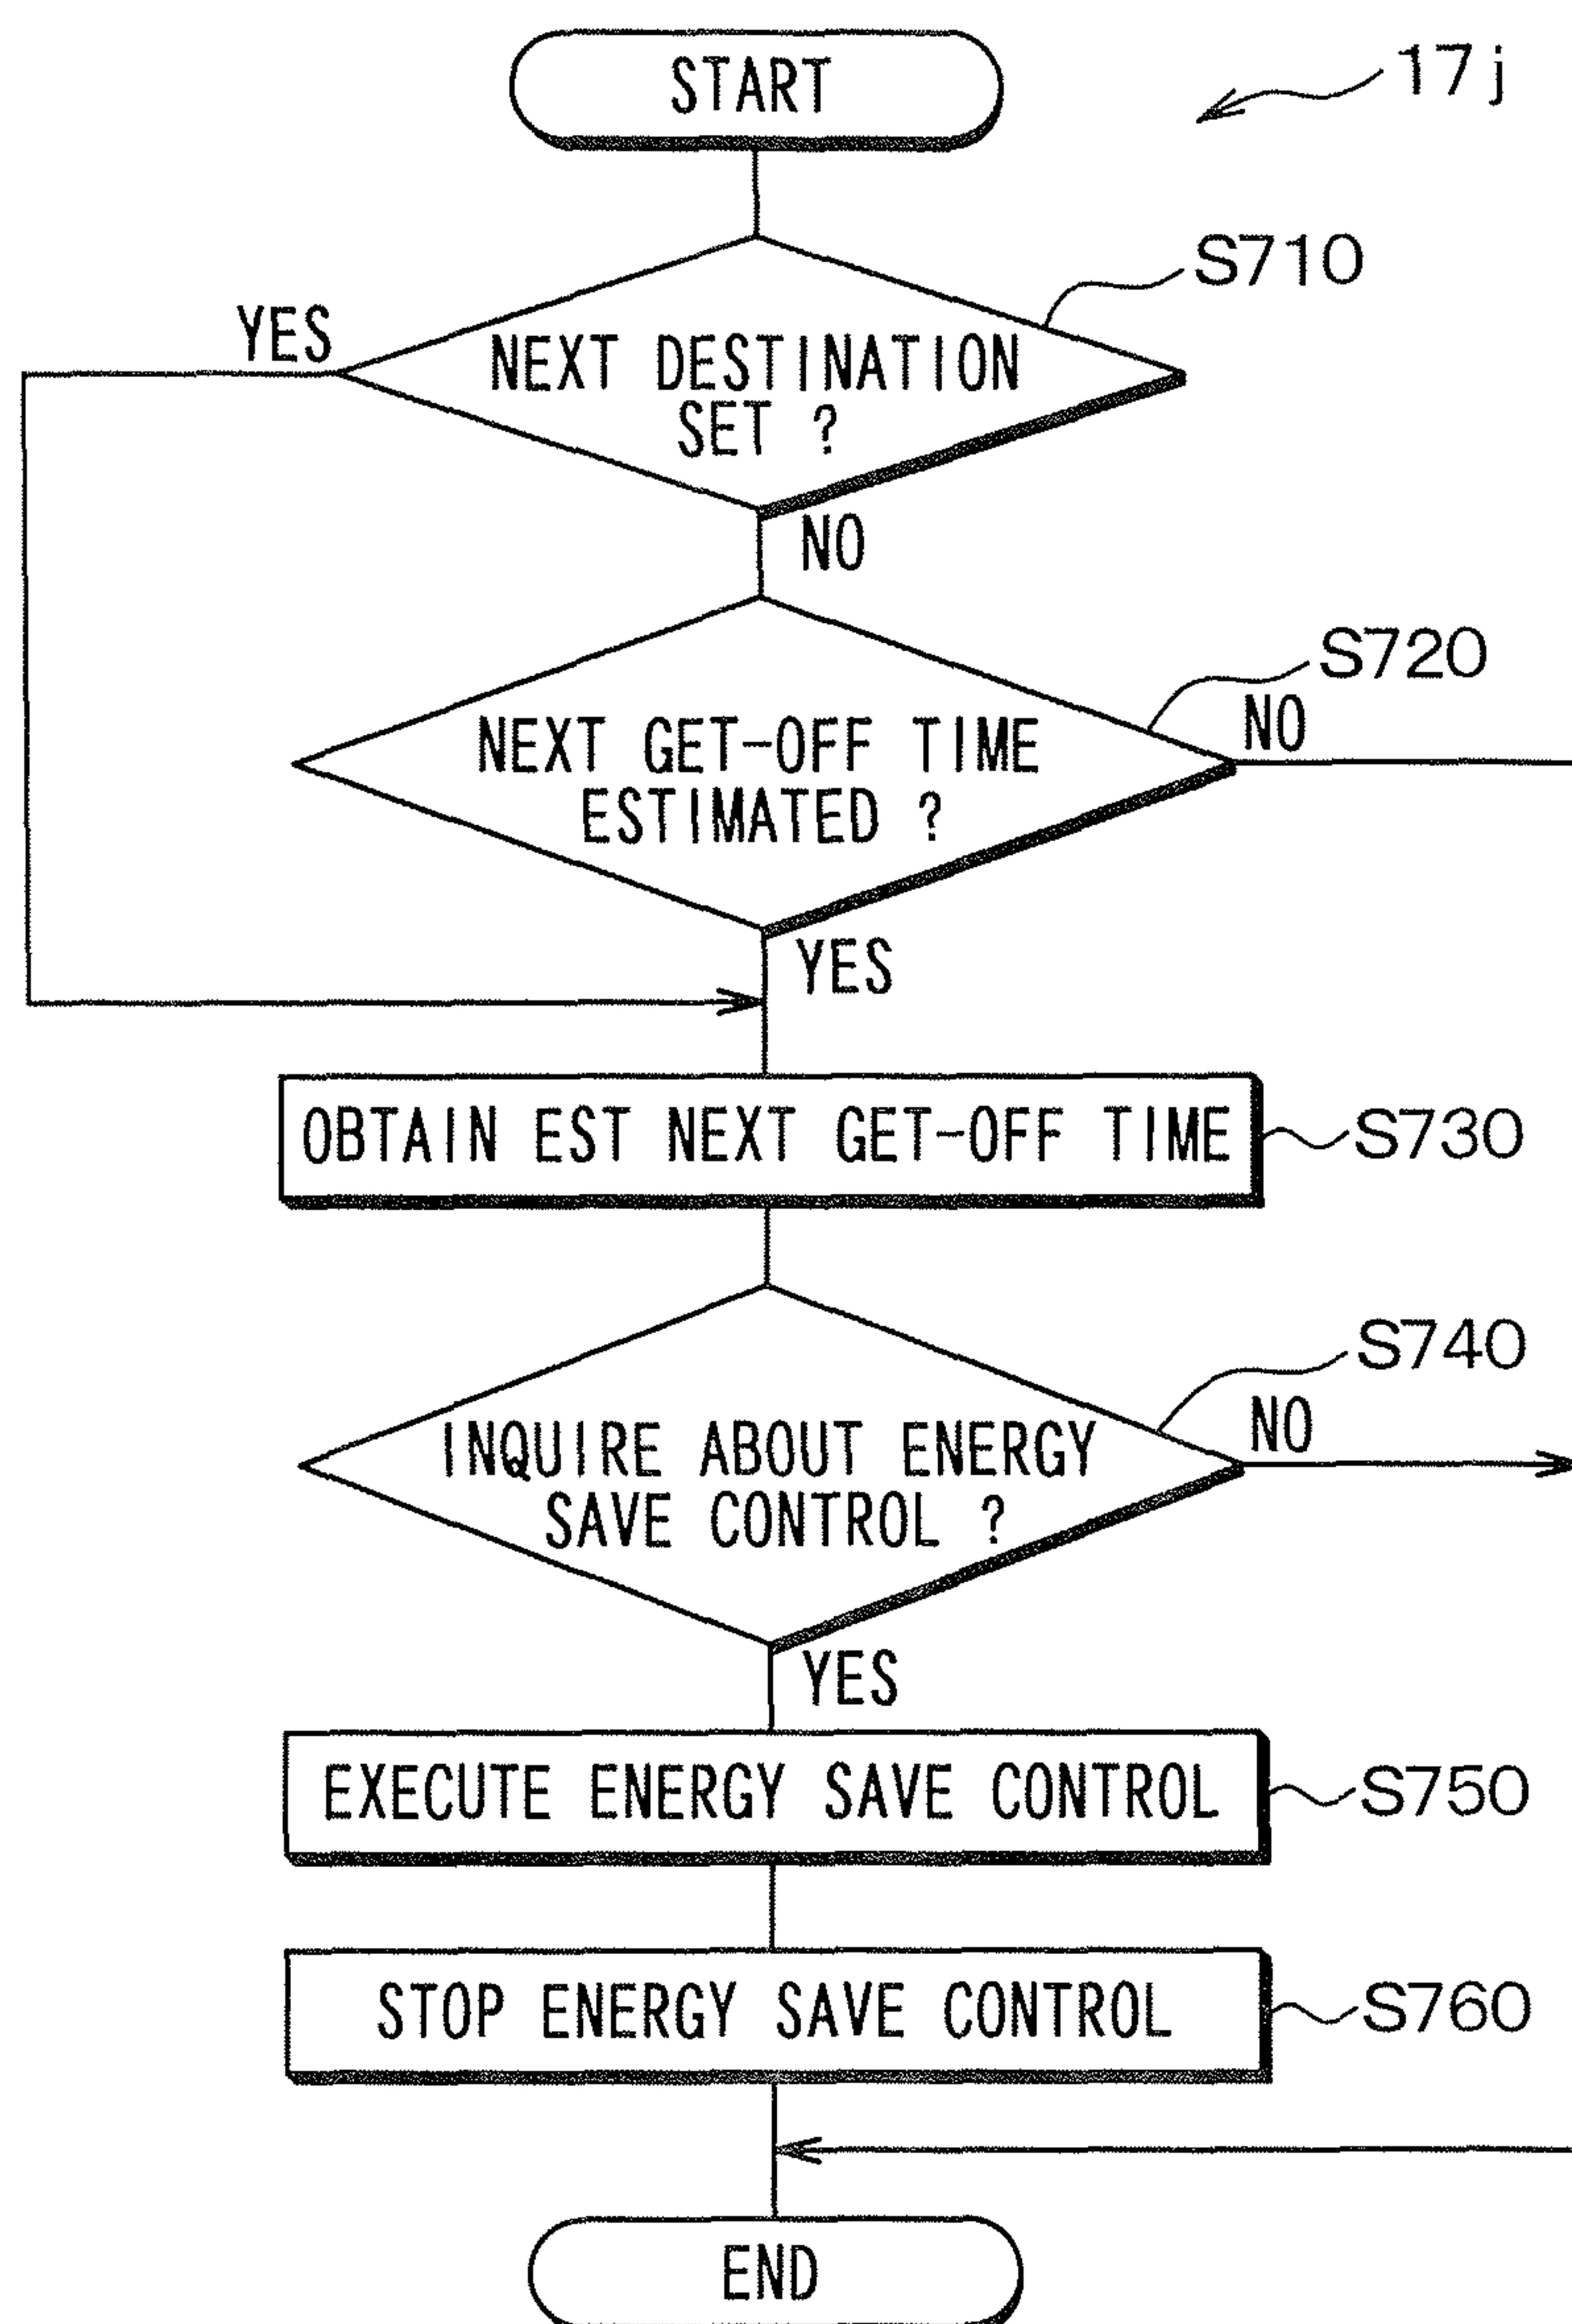 START
17j
S710
YES
NEXT DESTINATION
SET ?
NO
S720
NO
NEXT GET-OFF TIME
ESTIMATED ?
YES
OBTAIN EST NEXT GET-OFF TIME
S730
S740
NO
INQUIRE ABOUT ENERGY
SAVE CONTROL ?
YES
EXECUTE ENERGY SAVE CONTROL
S750
STOP ENERGY SAVE CONTROL
S760
END